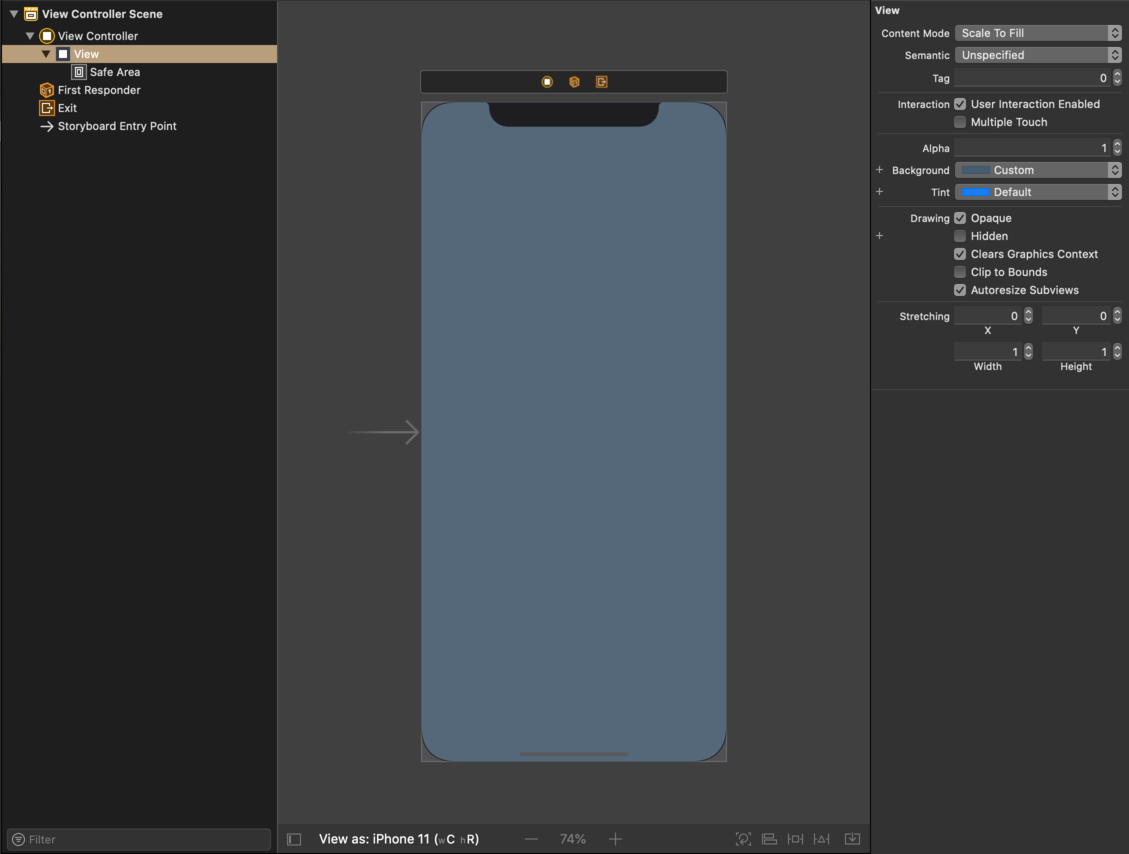 View Controller Scene
View Controller
View
Safe Area
First Responder
Exit
Storyboard Entry Point
Filter
View as: iPhone 11 (wC hR)
74%
View
Content Mode Scale To Fill
Semantic Unspecified
Tag 0
Interaction User Interaction Enabled
Multiple Touch
Alpha 1
+ Background Custom
+ Tint Default
Drawing Opaque
+ Hidden
Clears Graphics Context
Clip to Bounds
Autoresize Subviews
Stretching 0 0
X Y
1 1
Width Height